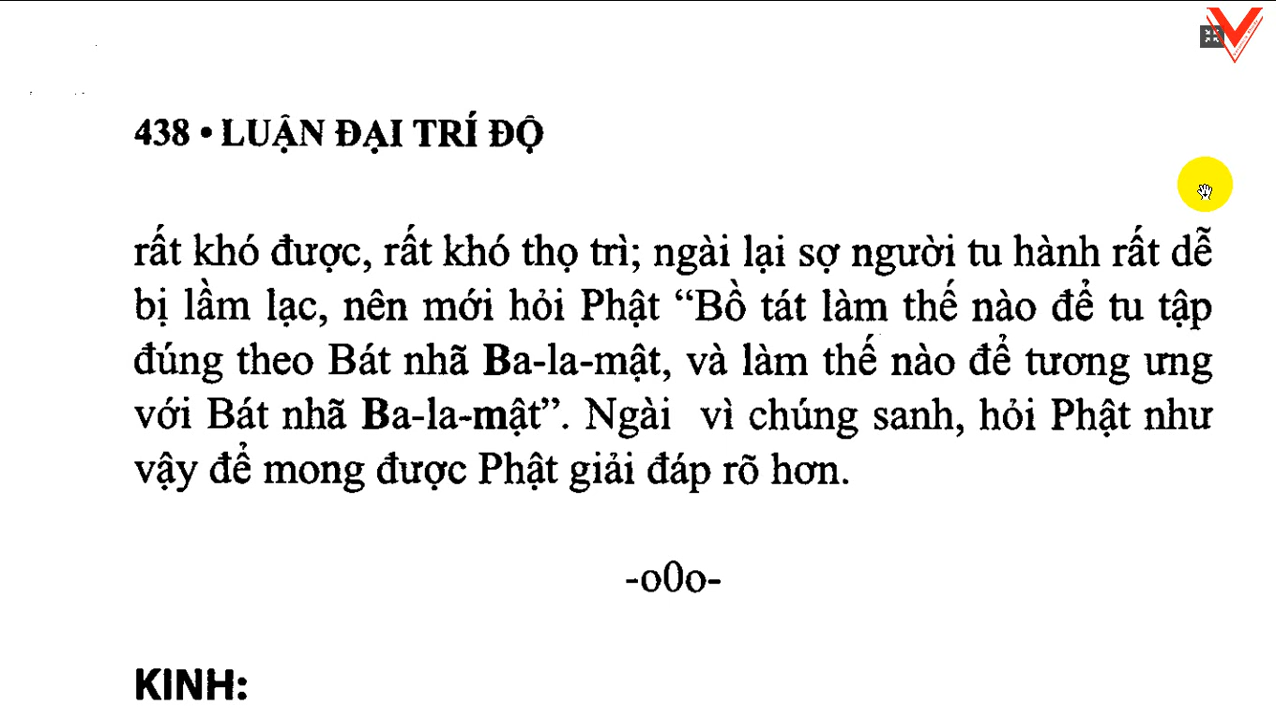 438 • LUẬN ĐẠI TRÍ ĐỘ
rất khó được, rất khó thọ trì; ngài lại sợ người tu hành rất dễ
bị lầm lạc, nên mới hỏi Phật “Bồ tát làm thế nào để tu tập
đúng theo Bát nhã Ba-la-mật, và làm thế nào để tương ưng
với Bát nhã Ba-la-mật”. Ngài vì chúng sanh, hỏi Phật như
vậy để mong được Phật giải đáp rõ hơn.
-o0o-
KINH: